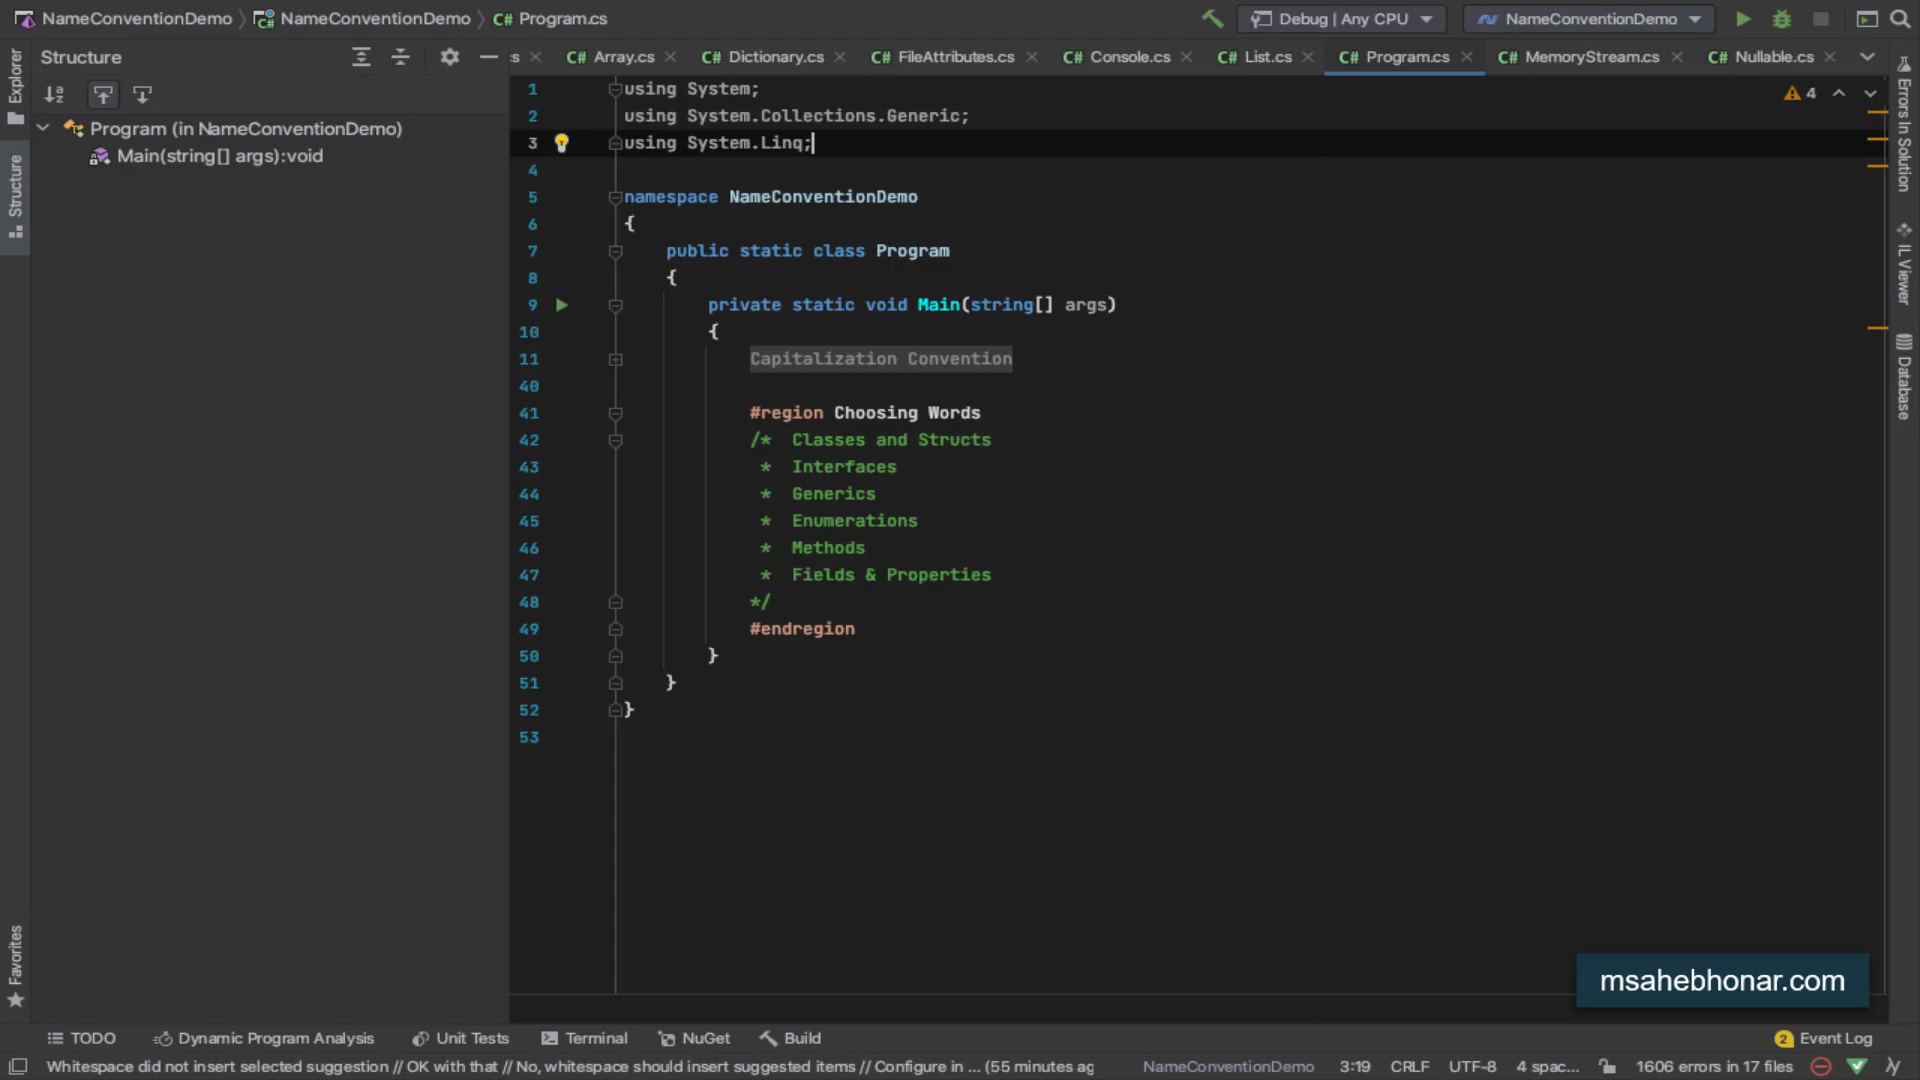 NameConventionDemo
NameConventionDemo
Program.cs
Debug | Any CPU
NameConventionDemo
Explorer
Structure
Structure
Program (in NameConventionDemo)
Main(string[] args):void
s
Array.cs
Dictionary.cs
FileAttributes.cs
Console.cs
List.cs
Program.cs
MemoryStream.cs
Nullable.cs
4
1 using System;
2 using System.Collections.Generic;
3 using System.Linq;
4
5 namespace NameConventionDemo
6 {
7 public static class Program
8 {
9 private static void Main(string[] args)
10 {
11 Capitalization Convention
40
41 #region Choosing Words
42 /* Classes and Structs
43 * Interfaces
44 * Generics
45 * Enumerations
46 * Methods
47 * Fields & Properties
48 */
49 #endregion
50 }
51 }
52 }
53
Errors In Solution
IL Viewer
Database
Favorites
msahebhonar.com
TODO
Dynamic Program Analysis
Unit Tests
Terminal
NuGet
Build
2 Event Log
Whitespace did not insert selected suggestion // OK with that // No, whitespace should insert suggested items // Configure in ... (55 minutes ag
NameConventionDemo
3:19
CRLF
UTF-8
4 spac...
1606 errors in 17 files